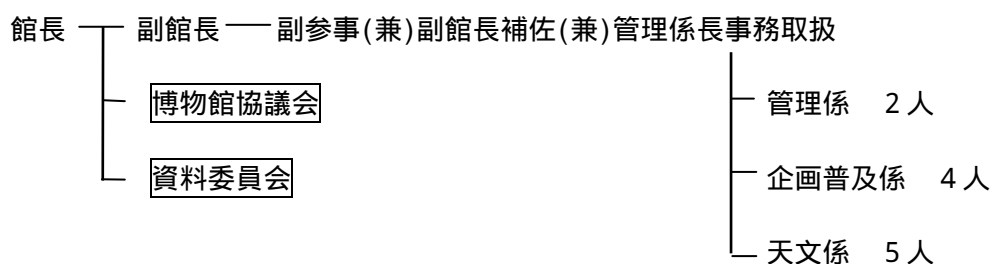 館長 副館長 副参事(兼)副館長補佐(兼)管理係長事務取扱
博物館協議会 管理係 2人
資料委員会 企画普及係 4人
天文係 5人